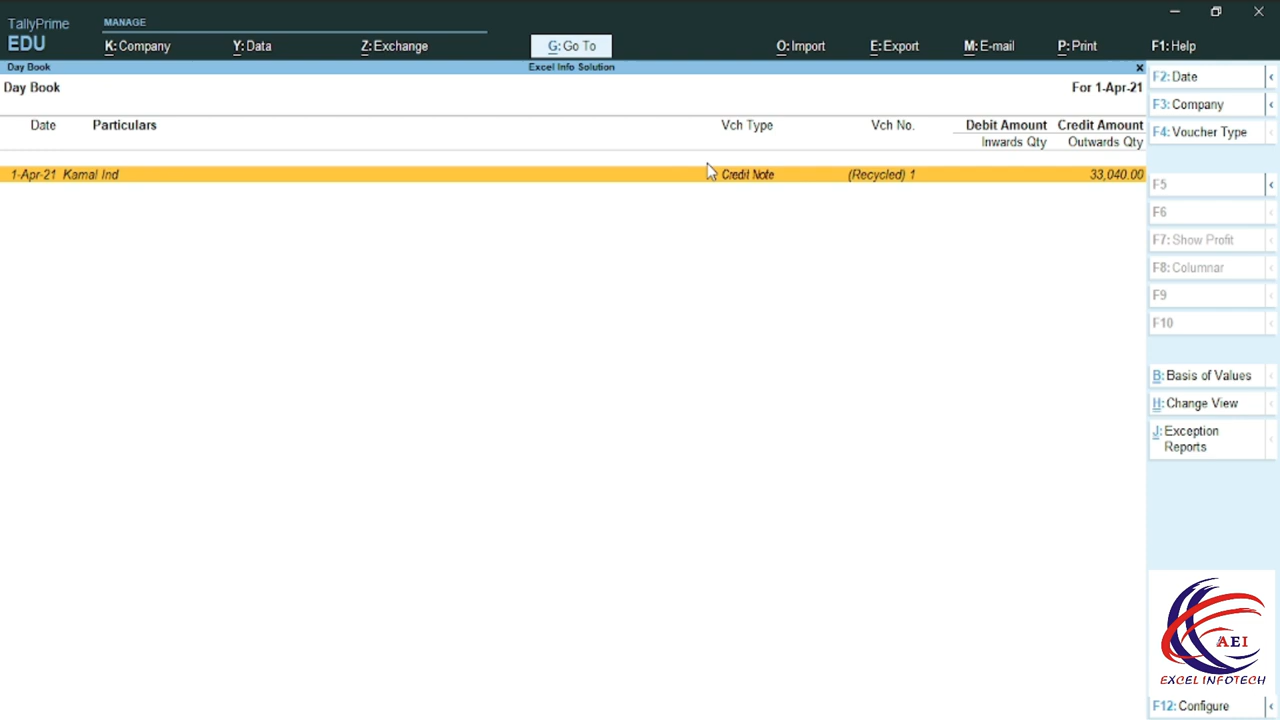 TallyPrime
EDU
MANAGE
K: Company
Y: Data
Z: Exchange
G: Go To
O: Import
E: Export
M: E-mail
P: Print
F1: Help
Day Book
Excel Info Solution
Day Book
For 1-Apr-21
Date
Particulars
Vch Type
Vch No.
Debit Amount
Credit Amount
Inwards Qty
Outwards Qty
1-Apr-21 Kamal Ind Credit Note (Recycled) 1 33,040.00
F2: Date
F3: Company
F4: Voucher Type
F5
F6
F7: Show Profit
F8: Columnar
F9
F10
B: Basis of Values
H: Change View
J: Exception
Reports
AEI
EXCEL INFOTECH
F12: Configure